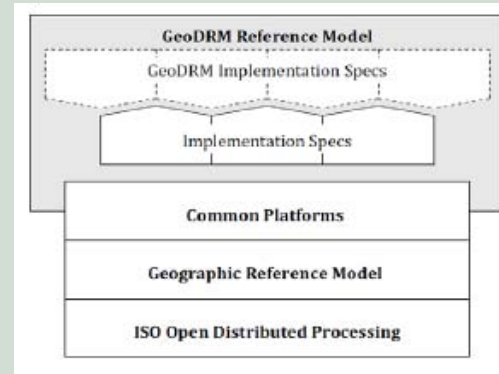 GeoDRM Reference Model
GeoDRM Implementation Specs
Implementation Specs
Common Platforms
Geographic Reference Model
ISO Open Distributed Processing